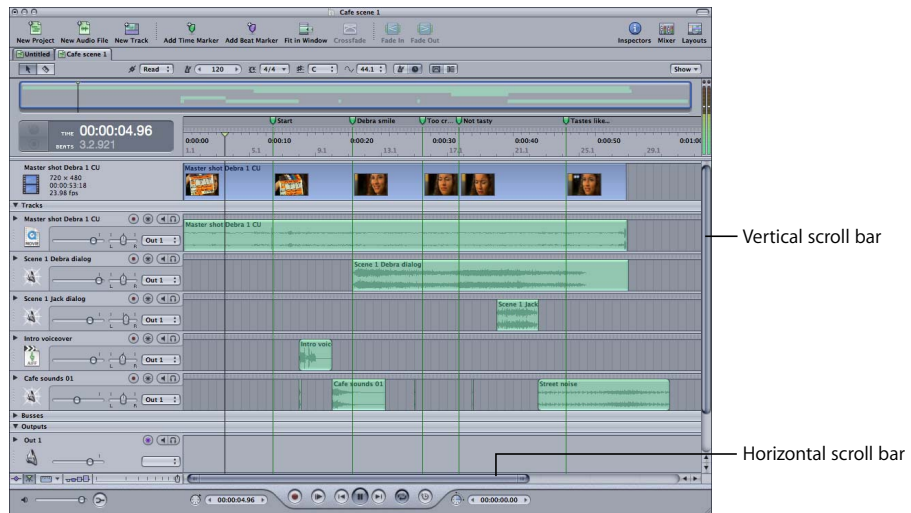 Cafe scene 1
New Project New Audio File New Track Add Time Marker Add Beat Marker Fit in Window Crossfade Fade In Fade Out Inspectors Mixer Layouts
Untitled Cafe scene 1
Read 120 4/4 C 44.1 Show
Start Debra smile Too cr... Not tasty Tastes like...
TIME 00:00:04.96
BEATS 3.2.921
0:00:00 0:00:10 0:00:20 0:00:30 0:00:40 0:00:50 0:01:00
1.1 5.1 9.1 13.1 17.1 21.1 25.1 29.1
Master shot Debra 1 CU
720 x 480
00:00:53:18
23.98 fps
Master shot Debra 1 CU
Tracks
Master shot Debra 1 CU
L R Out 1
Master shot Debra 1 CU
Vertical scroll bar
Scene 1 Debra dialog
L R Out 1
Scene 1 Debra dialog
Scene 1 Jack dialog
L R Out 1
Scene 1 Jack
Intro voiceover
L R Out 1
Intro voic
Cafe sounds 01
L R Out 1
Cafe sounds 01
Street noise
Busses
Outputs
Out 1
Horizontal scroll bar
00:00:04.96 00:00:00.00